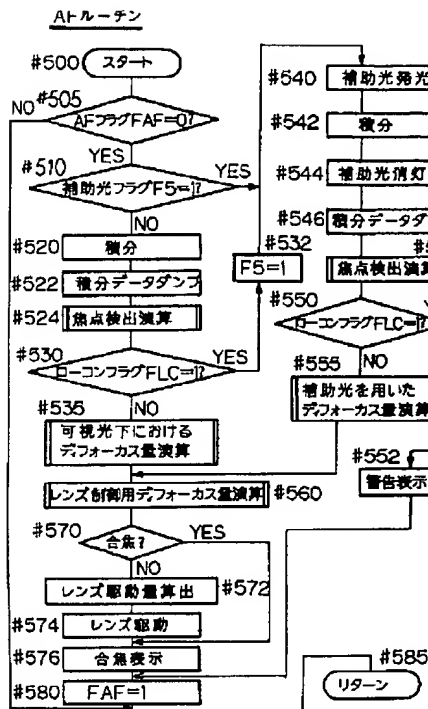 Aトルーチン
#500 スタート
#505 AFフラグFAF=0?
NO
YES
#510 補助光フラグF5=1?
YES
NO
#520 積分
#522 積分データダンプ
#524 焦点検出演算
#530 ローコンフラグFLC=1?
YES
NO
#532 F5=1
#535 可視光下における
デフォーカス量演算
#540 補助光発光
#542 積分
#544 補助光消灯
#546 積分データダ
焦点検出演算
#550 ローコンフラグFLC=1?
NO
#555 補助光を用いた
デフォーカス量演算
#552 警告表示
レンズ制御用デフォーカス量演算 #560
#570 合焦?
YES
NO
レンズ駆動量算出 #572
#574 レンズ駆動
#576 合焦表示
#580 FAF=1
#585 リターン